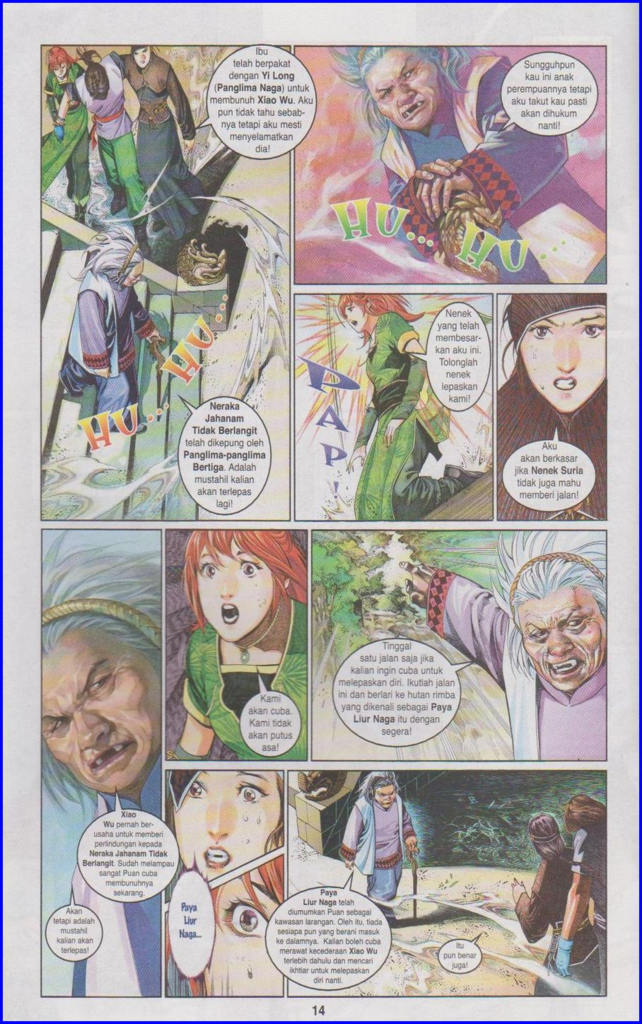 Ibu
telah berpakat
dengan Yi Long
(Panglima Naga) untuk
membunuh Xiao Wu. Aku
pun tidak tahu sebab-
nya tetapi aku mesti
menyelamatkan
dia!
Sungguhpun
kau ini anak
perempuannya tetapi
aku takut kau pasti
akan dihukum
nanti!
HU... HU...
HU... HU...
Neraka
Jahanam
Tidak Berlangit
telah dikepung oleh
Panglima-panglima
Bertiga. Adalah
mustahil kalian
akan terlepas
lagi!
PAP!
Nenek
yang telah
membesar-
kan aku ini.
Tolonglah
nenek
lepaskan
kami!
Aku
akan berkasar
jika Nenek Suria
tidak juga mahu
memberi jalan!
Xiao
Wu pernah ber-
usaha untuk memberi
perlindungan kepada
Neraka Jahanam Tidak
Berlangit. Sudah melampau
sangat Puan cuba
membunuhnya
sekarang.
Akan
tetapi adalah
mustahil
kalian akan
terlepas!
Kami
akan cuba.
Kami tidak
akan putus
asa!
Tinggal
satu jalan saja jika
kalian ingin cuba untuk
melepaskan diri. Ikutlah jalan
ini dan berlari ke hutan rimba
yang dikenali sebagai Paya
Liur Naga itu dengan
segera!
Paya
Liur
Naga...
Paya
Liur Naga telah
diumumkan Puan sebagai
kawasan larangan. Oleh itu, tiada
sesiapa pun yang berani masuk
ke dalamnya. Kalian boleh cuba
merawat kecederaan Xiao Wu
terlebih dahulu dan mencari
ikhtiar untuk melepaskan
diri nanti.
Itu
pun benar
juga!
14